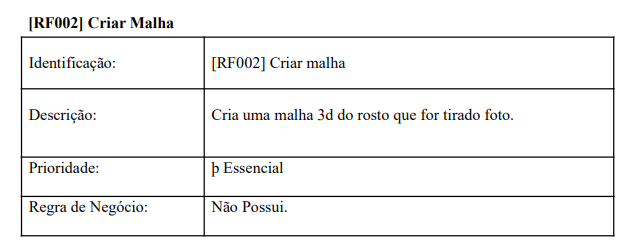 [RF002] Criar Malha
Identificação: [RF002] Criar malha
Descrição: Cria uma malha 3d do rosto que for tirado foto.
Prioridade: þ Essencial
Regra de Negócio: Não Possui.